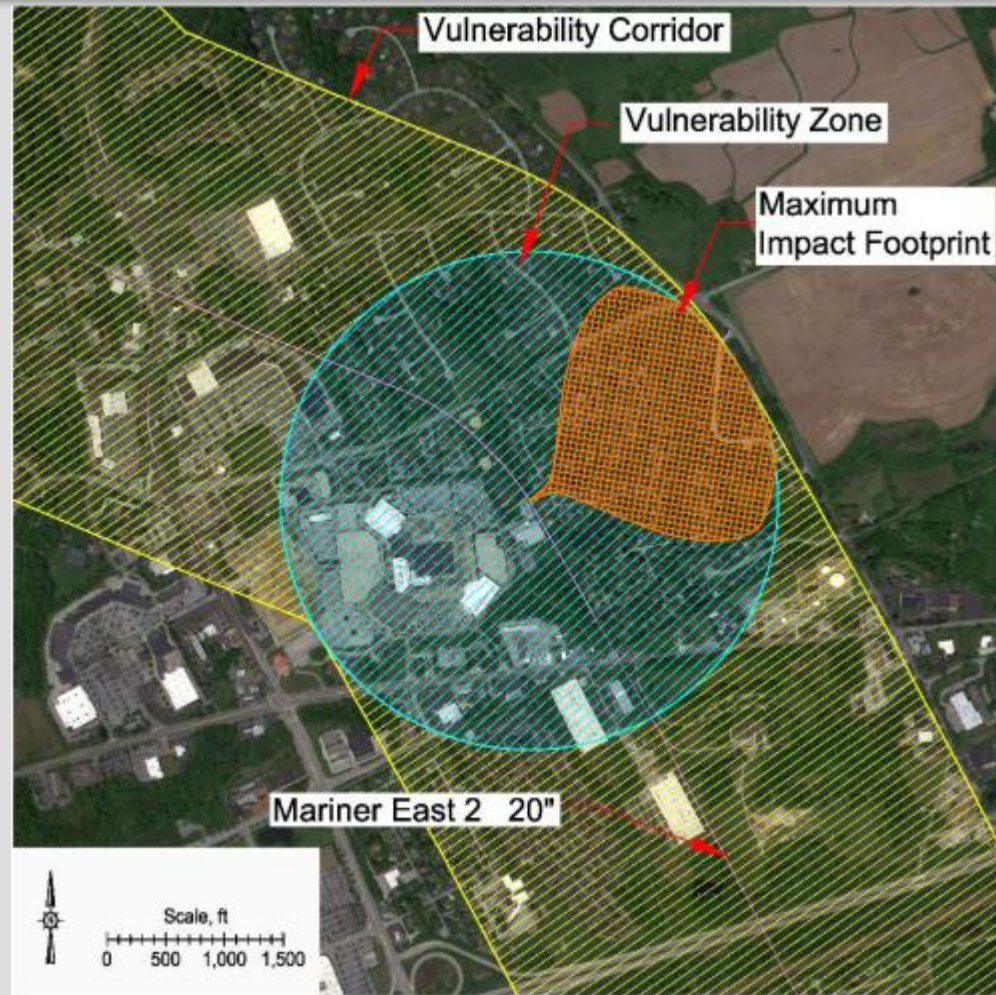 Vulnerability Corridor
Vulnerability Zone
Maximum
Impact Footprint
Mariner East 2 20"
Scale, ft
0 500 1,000 1,500